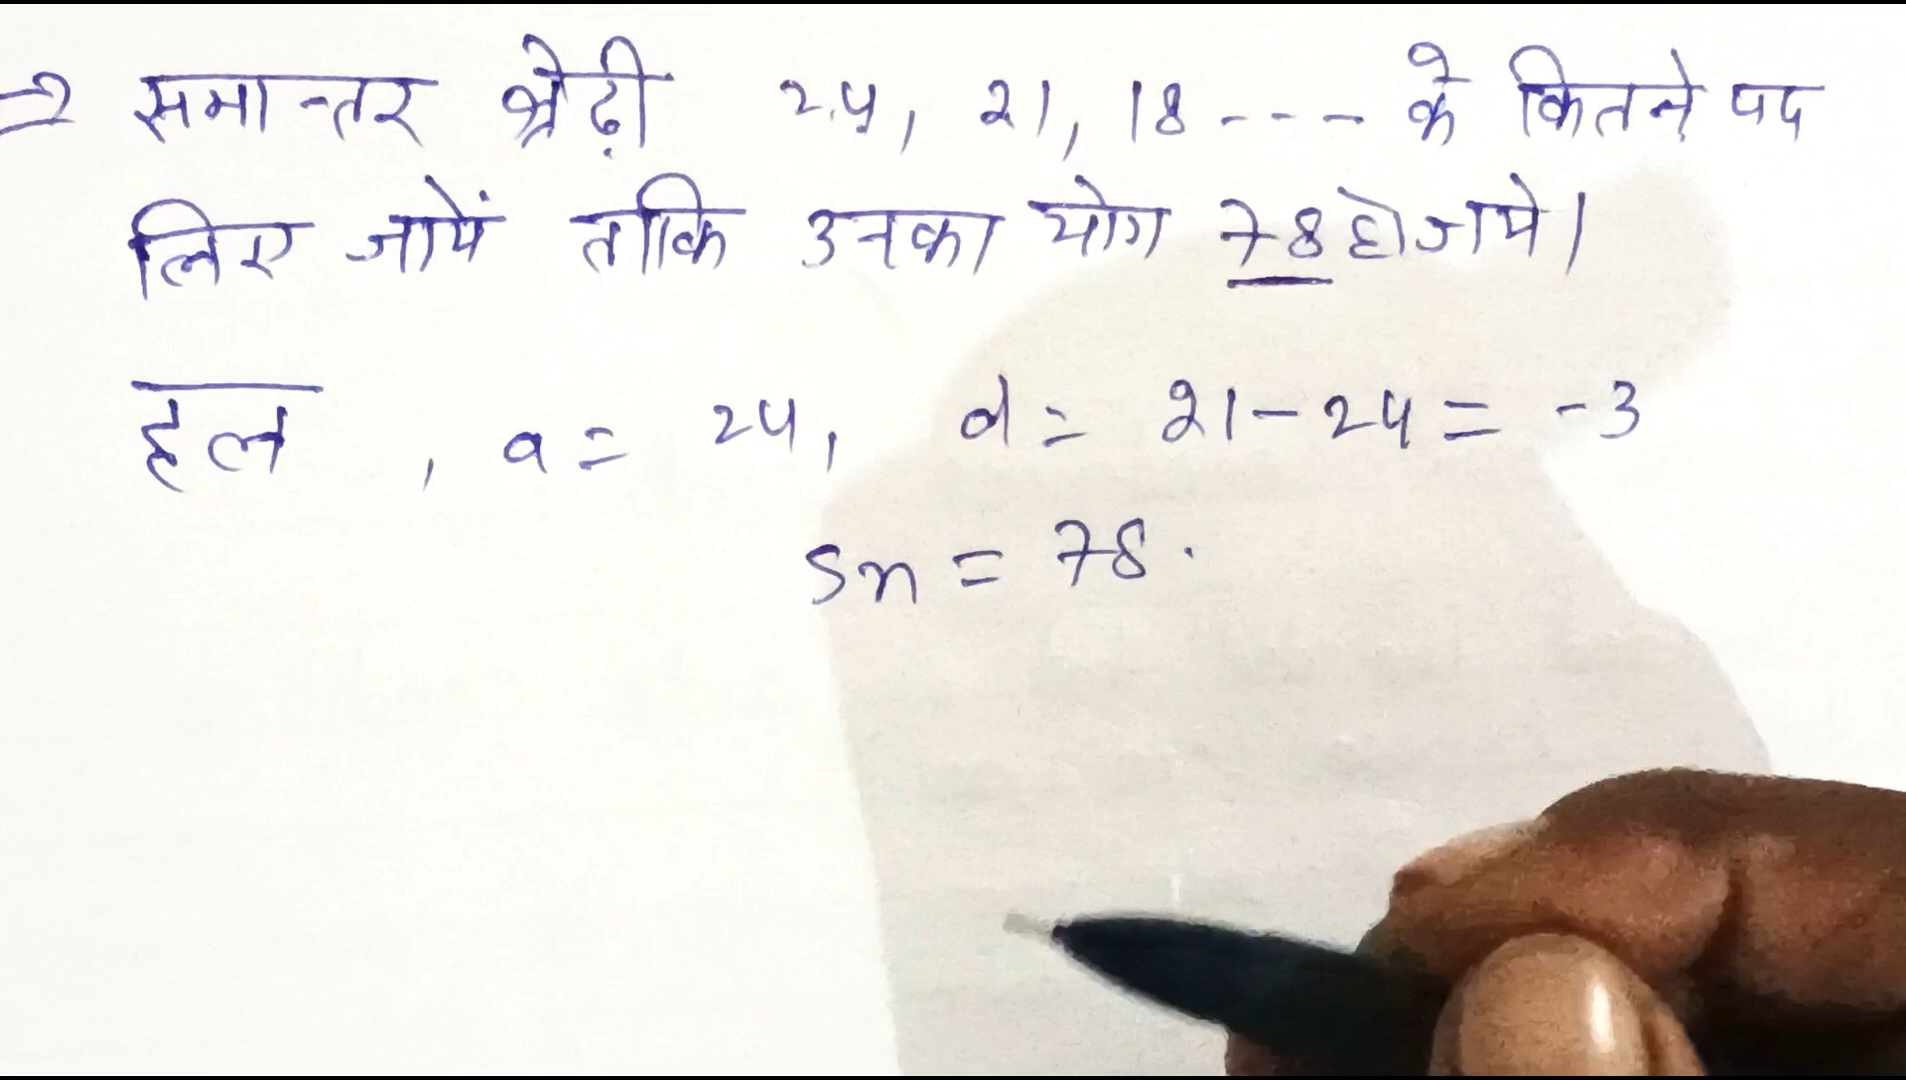 ⇒ समान्तर श्रेढ़ी 24, 21, 18 - - - - के कितने पद
लिए जायें ताकि उनका योग 78 हो जाये।
हल , a = 24, d = 21 - 24 = -3
Sn = 78.